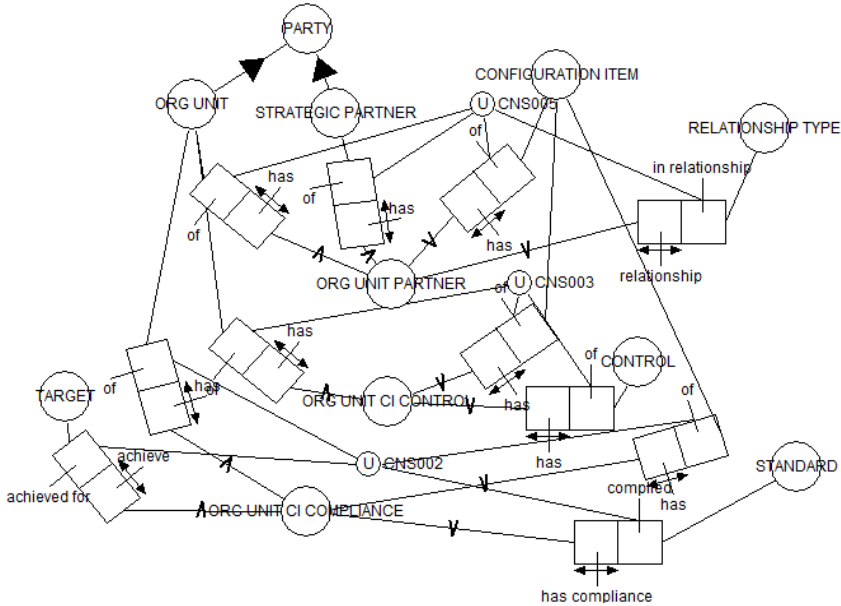 PARTY
CONFIGURATION ITEM
ORG UNIT
STRATEGIC PARTNER
U CNS005
RELATIONSHIP TYPE
of
in relationship
has
of
has
of
of
has
ORG UNIT PARTNER
relationship
U CNS003
of
has
of
CONTROL
TARGET
of
has
of
ORG UNIT CI CONTROL
has
of
has
achieve
U CNS002
STANDARD
achieved for
complied
has
ORG UNIT CI COMPLIANCE
has compliance